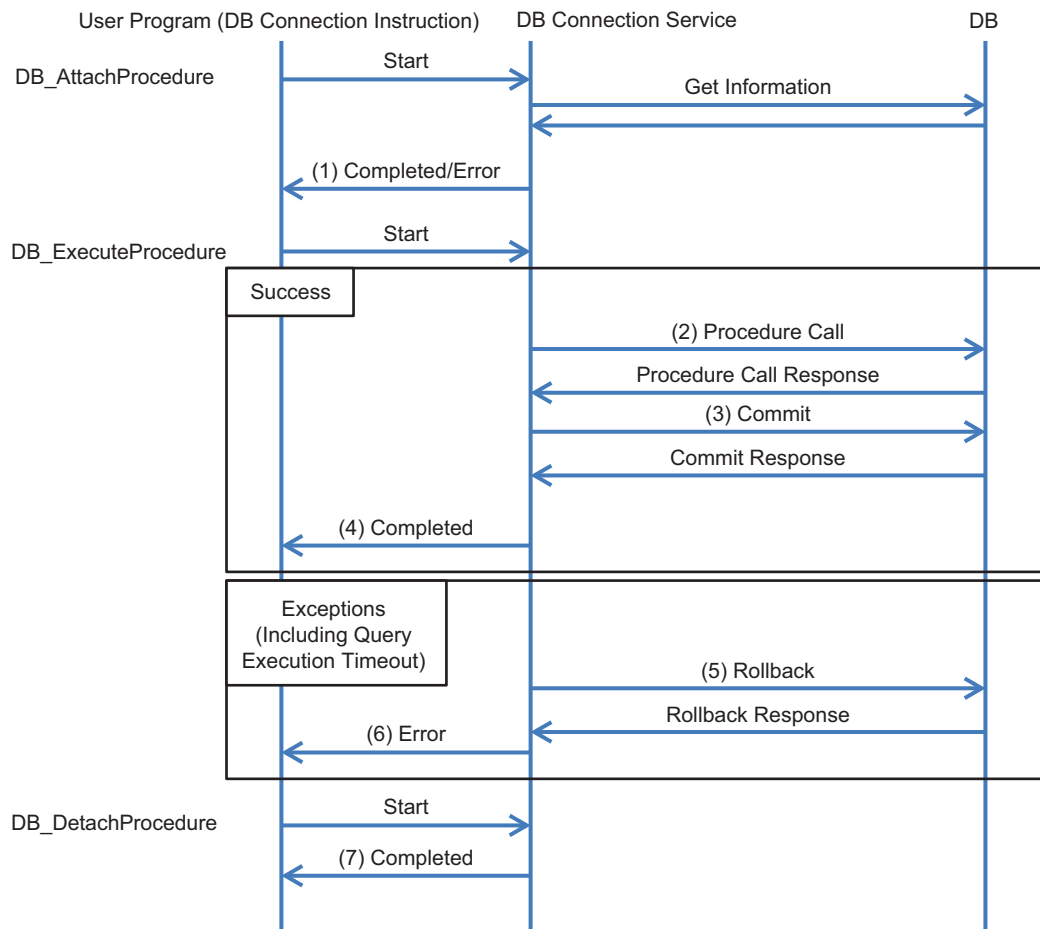 User Program (DB Connection Instruction)
DB Connection Service
DB
DB_AttachProcedure
Start
Get Information
(1) Completed/Error
DB_ExecuteProcedure
Start
Success
(2) Procedure Call
Procedure Call Response
(3) Commit
Commit Response
(4) Completed
Exceptions
(Including Query
Execution Timeout)
(5) Rollback
Rollback Response
(6) Error
DB_DetachProcedure
Start
(7) Completed